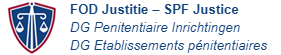 FOD Justitie – SPF Justice
DG Penitentiaire Inrichtingen
DG Etablissements pénitentiaires